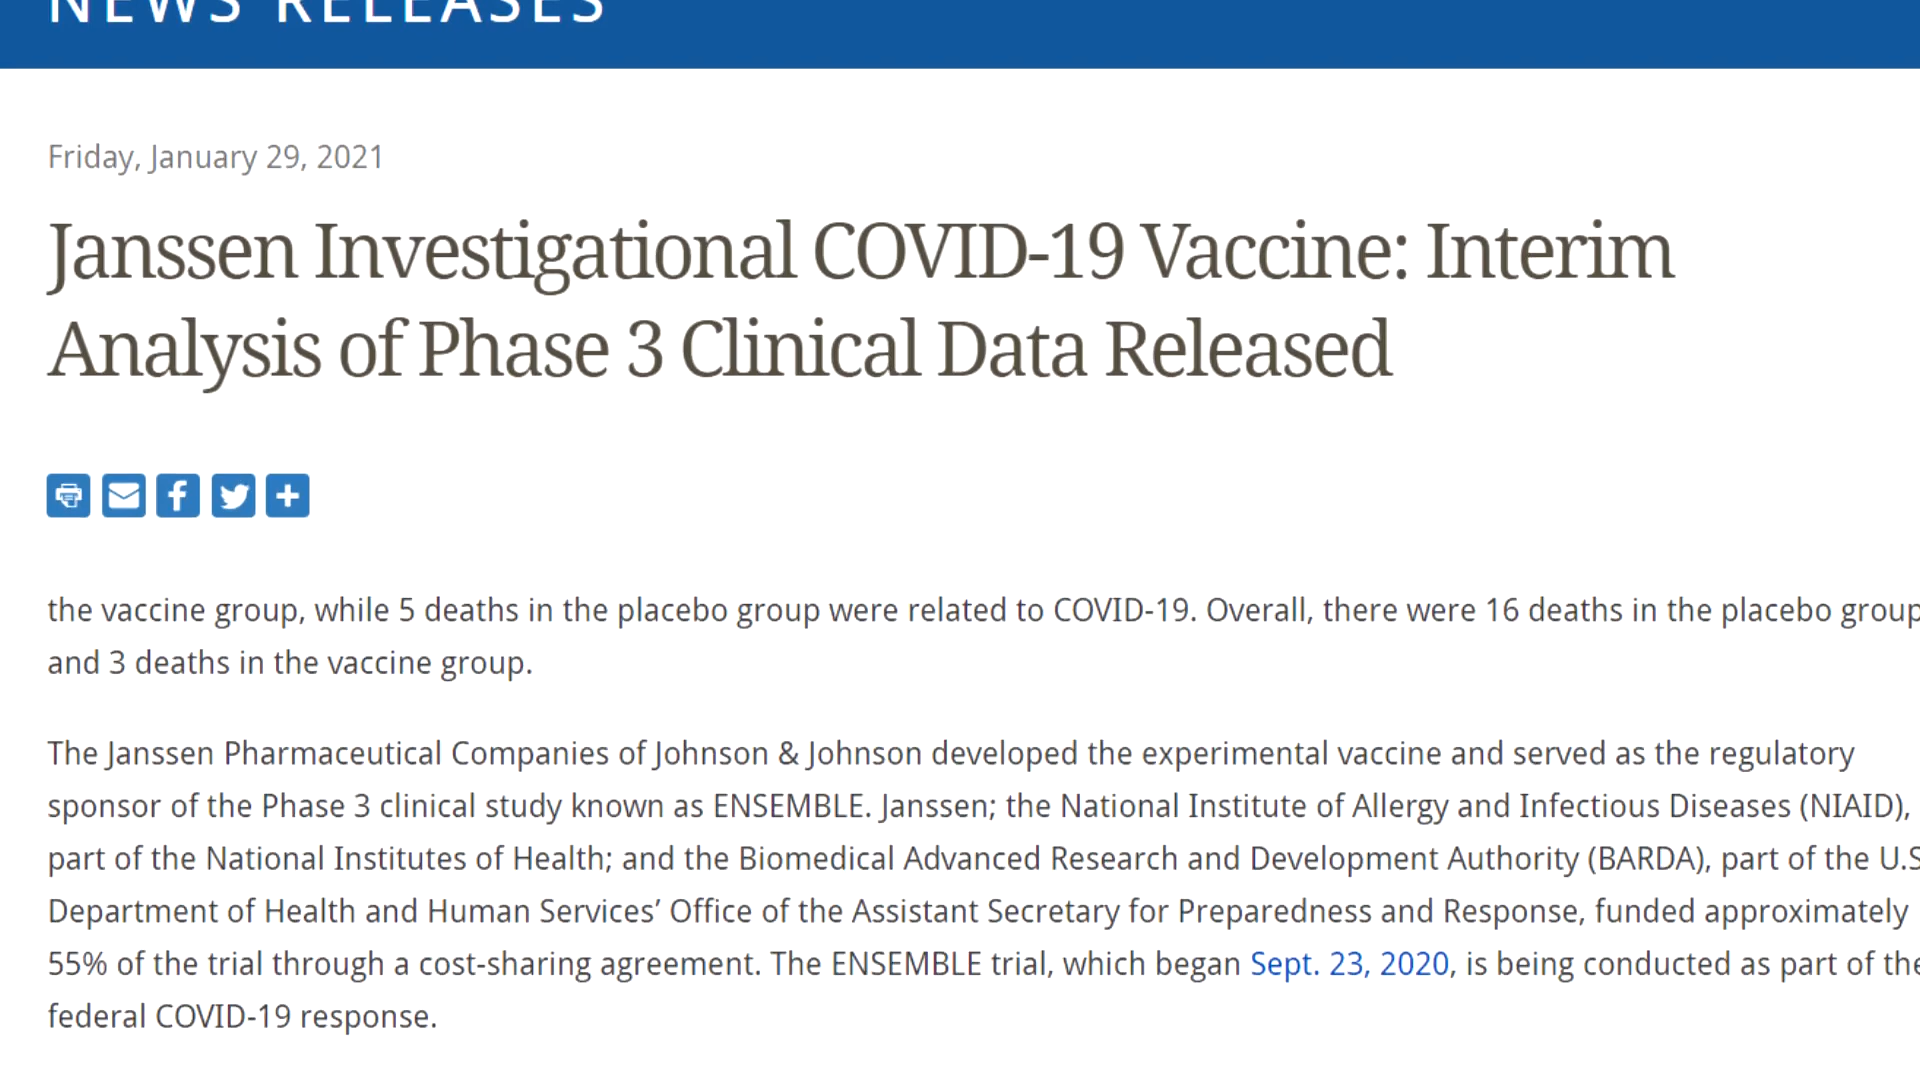 NEWS RELEASES
Friday, January 29, 2021
Janssen Investigational COVID-19 Vaccine: Interim
Analysis of Phase 3 Clinical Data Released
the vaccine group, while 5 deaths in the placebo group were related to COVID-19. Overall, there were 16 deaths in the placebo group
and 3 deaths in the vaccine group.
The Janssen Pharmaceutical Companies of Johnson & Johnson developed the experimental vaccine and served as the regulatory
sponsor of the Phase 3 clinical study known as ENSEMBLE. Janssen; the National Institute of Allergy and Infectious Diseases (NIAID),
part of the National Institutes of Health; and the Biomedical Advanced Research and Development Authority (BARDA), part of the U.S
Department of Health and Human Services’ Office of the Assistant Secretary for Preparedness and Response, funded approximately
55% of the trial through a cost-sharing agreement. The ENSEMBLE trial, which began Sept. 23, 2020, is being conducted as part of the
federal COVID-19 response.